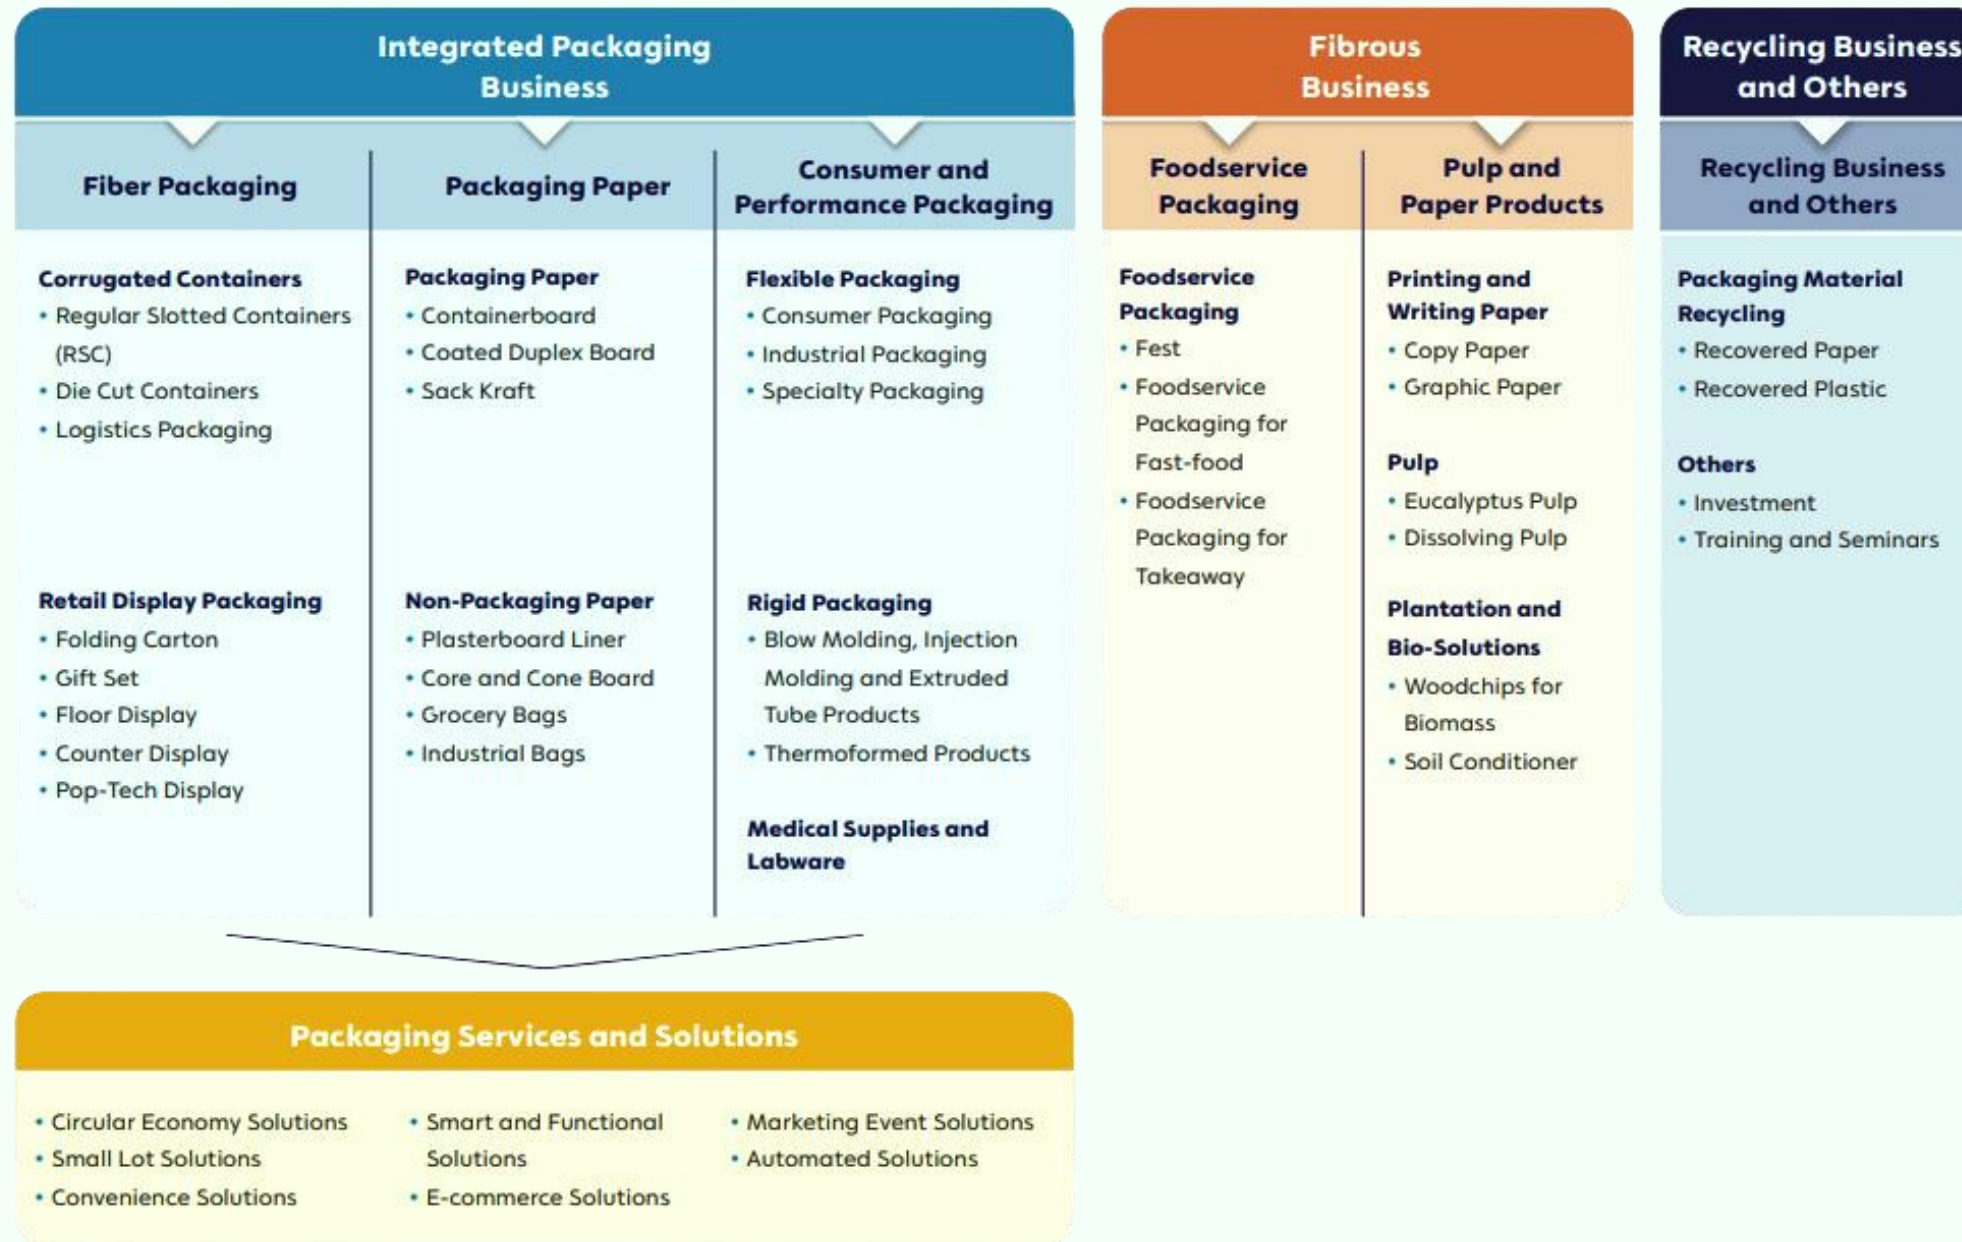 Integrated Packaging
Business
Fiber Packaging
Corrugated Containers
• Regular Slotted Containers
(RSC)
• Die Cut Containers
• Logistics Packaging
Retail Display Packaging
• Folding Carton
• Gift Set
• Floor Display
• Counter Display
• Pop-Tech Display
Packaging Paper
Packaging Paper
• Containerboard
• Coated Duplex Board
• Sack Kraft
Non-Packaging Paper
• Plasterboard Liner
• Core and Cone Board
• Grocery Bags
• Industrial Bags
Consumer and
Performance Packaging
Flexible Packaging
• Consumer Packaging
• Industrial Packaging
• Specialty Packaging
Rigid Packaging
• Blow Molding, Injection
Molding and Extruded
Tube Products
• Thermoformed Products
Medical Supplies and
Labware
Fibrous
Business
Foodservice
Packaging
Foodservice
Packaging
• Fest
• Foodservice
Packaging for
Fast-food
• Foodservice
Packaging for
Takeaway
Pulp and
Paper Products
Printing and
Writing Paper
• Copy Paper
• Graphic Paper
Pulp
• Eucalyptus Pulp
• Dissolving Pulp
Plantation and
Bio-Solutions
• Woodchips for
Biomass
• Soil Conditioner
Recycling Business
and Others
Recycling Business
and Others
Packaging Material
Recycling
• Recovered Paper
• Recovered Plastic
Others
• Investment
• Training and Seminars
Packaging Services and Solutions
• Circular Economy Solutions
• Small Lot Solutions
• Convenience Solutions
• Smart and Functional
Solutions
• E-commerce Solutions
• Marketing Event Solutions
• Automated Solutions